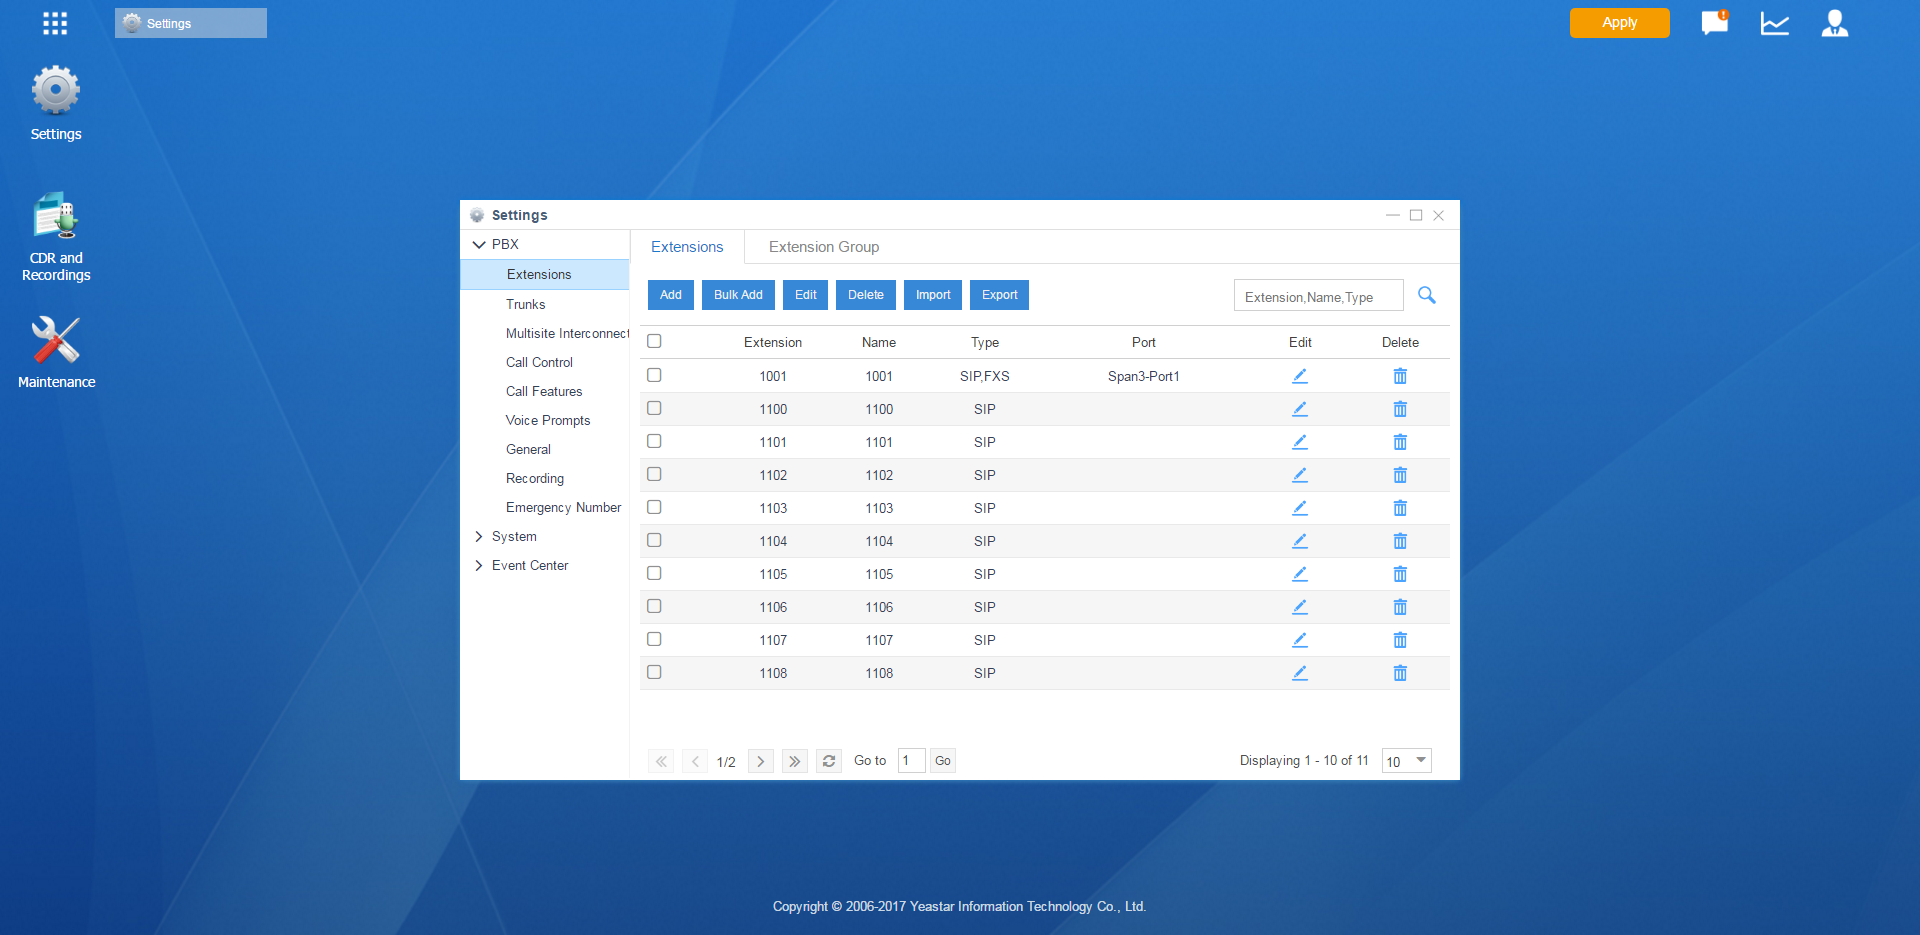 Settings
Apply
Settings
CDR and
Recordings
Maintenance
Settings
PBX
Extensions
Trunks
Multisite Interconnect
Call Control
Call Features
Voice Prompts
General
Recording
Emergency Number
System
Event Center
Extensions Extension Group
Add Bulk Add Edit Delete Import Export Extension,Name,Type
Extension Name Type Port Edit Delete
1001 1001 SIP,FXS Span3-Port1
1100 1100 SIP
1101 1101 SIP
1102 1102 SIP
1103 1103 SIP
1104 1104 SIP
1105 1105 SIP
1106 1106 SIP
1107 1107 SIP
1108 1108 SIP
1/2 Go to 1 Go Displaying 1 - 10 of 11 10
Copyright © 2006-2017 Yeastar Information Technology Co., Ltd.